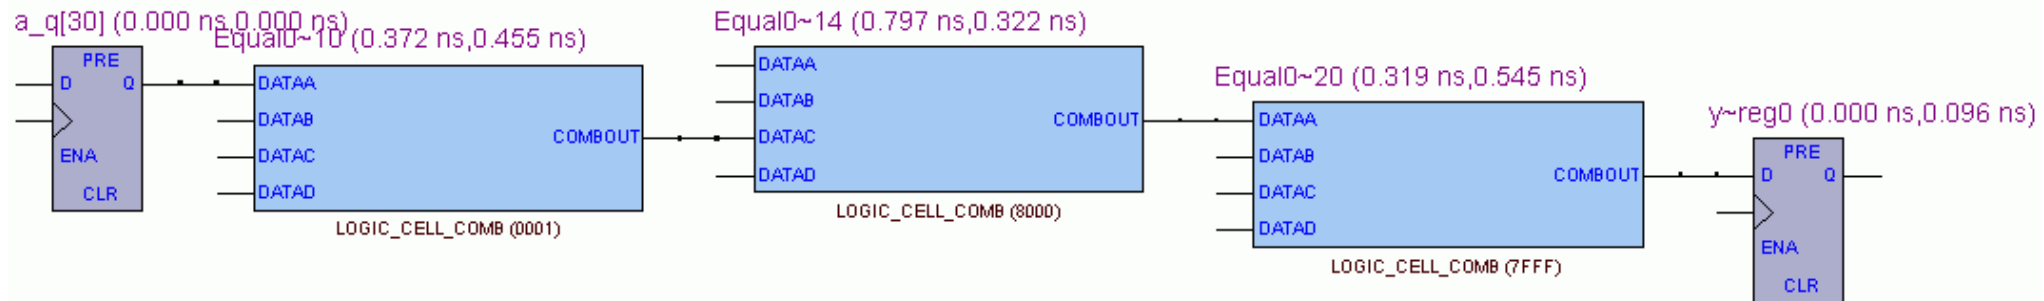 a_q[30] (0.000 ns,0.000 ns)
PRE
D
Q
ENA
CLR
Equal0~10 (0.372 ns,0.455 ns)
DATAA
DATAB
DATAC
DATAD
COMBOUT
LOGIC_CELL_COMB (0001)
Equal0~14 (0.797 ns,0.322 ns)
DATAA
DATAB
DATAC
DATAD
COMBOUT
LOGIC_CELL_COMB (8000)
Equal0~20 (0.319 ns,0.545 ns)
DATAA
DATAB
DATAC
DATAD
COMBOUT
LOGIC_CELL_COMB (7FFF)
y~reg0 (0.000 ns,0.096 ns)
PRE
D
Q
ENA
CLR